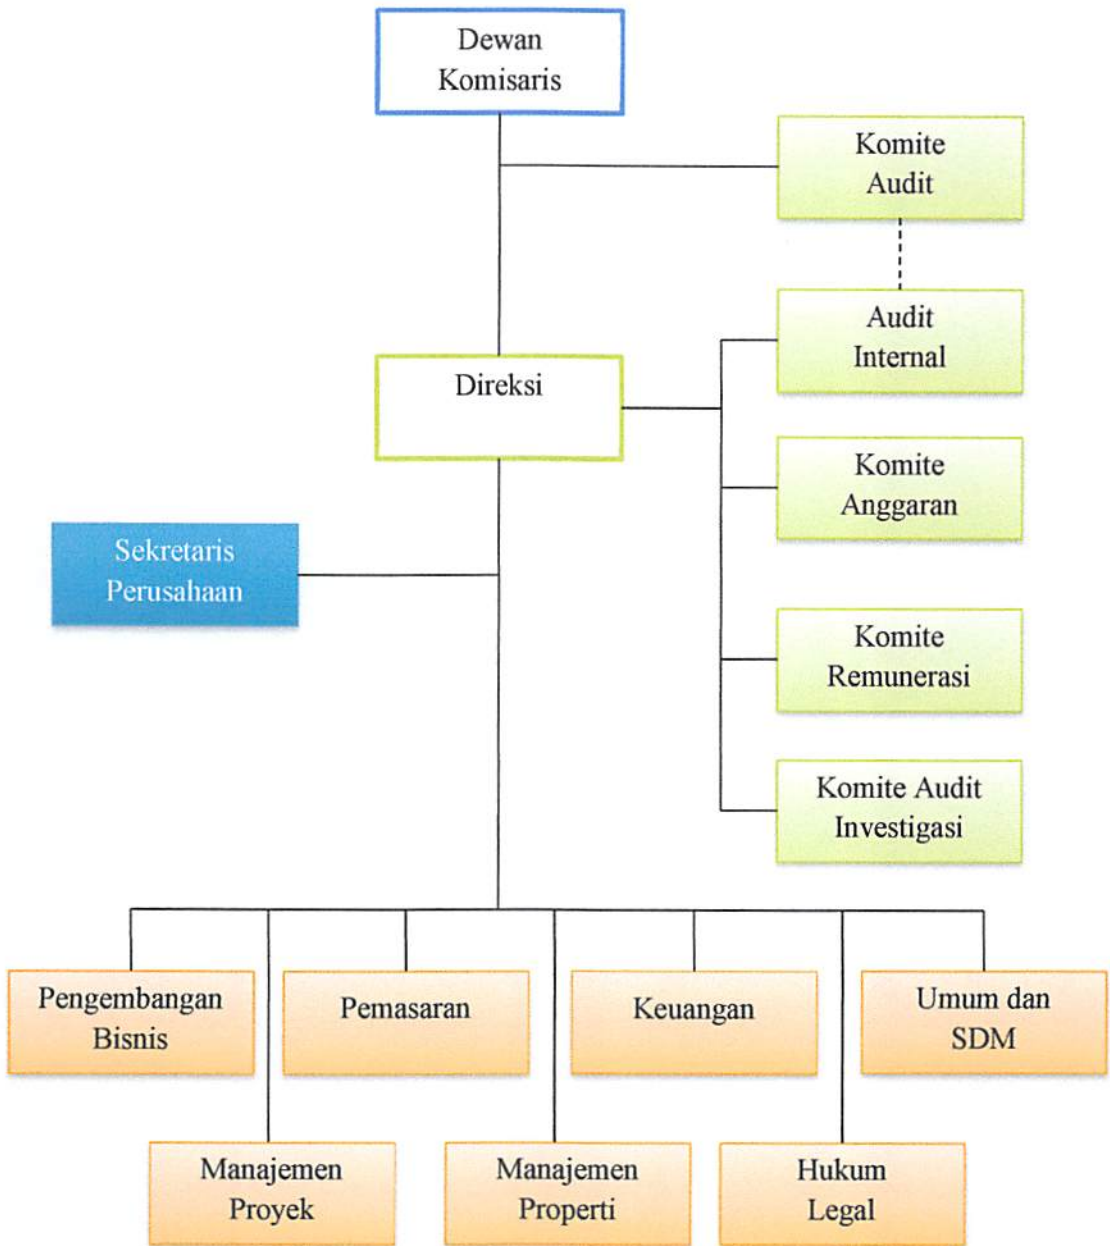 Dewan
Komisaris
Komite
Audit
Audit
Internal
Direksi
Komite
Anggaran
Sekretaris
Perusahaan
Komite
Remunerasi
Komite Audit
Investigasi
Pengembangan
Bisnis
Pemasaran
Keuangan
Umum dan
SDM
Manajemen
Proyek
Manajemen
Properti
Hukum
Legal